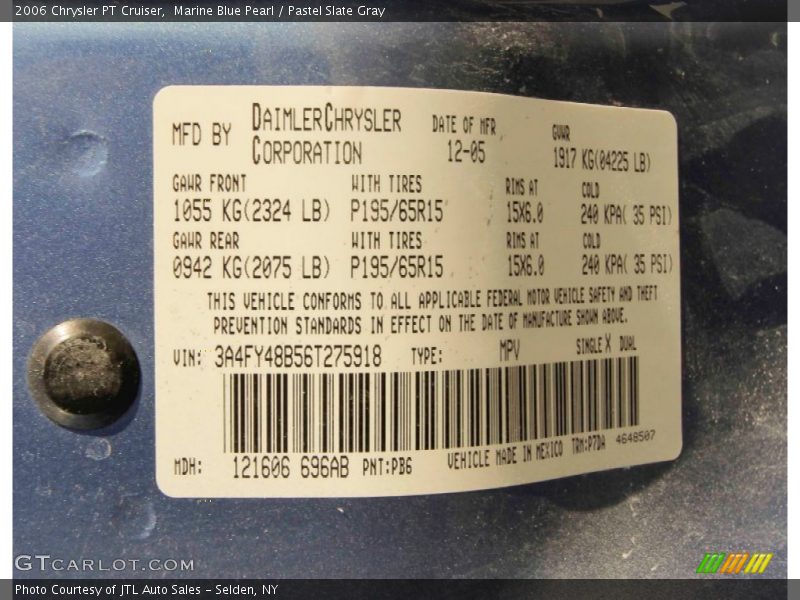 2006 Chrysler PT Cruiser,  Marine Blue Pearl / Pastel Slate Gray
MFD BY DAIMLERCHRYSLER CORPORATION DATE OF MFR 12-05 GVWR 1917 KG(04225 LB)
GAWR FRONT WITH TIRES RIMS AT COLD
1055 KG(2324 LB) P195/65R15 15X6.0 240 KPA( 35 PSI)
GAWR REAR WITH TIRES RIMS AT COLD
0942 KG(2075 LB) P195/65R15 15X6.0 240 KPA( 35 PSI)
THIS VEHICLE CONFORMS TO ALL APPLICABLE FEDERAL MOTOR VEHICLE SAFETY AND THEFT
PREVENTION STANDARDS IN EFFECT ON THE DATE OF MANUFACTURE SHOWN ABOVE.
VIN: 3A4FY48B56T275918 TYPE: MPV SINGLE X DUAL
MDH: 121606 696AB PNT:PB6 VEHICLE MADE IN MEXICO TRM:P7DA 4648507
GTCARLOT.COM
Photo Courtesy of JTL Auto Sales - Selden, NY